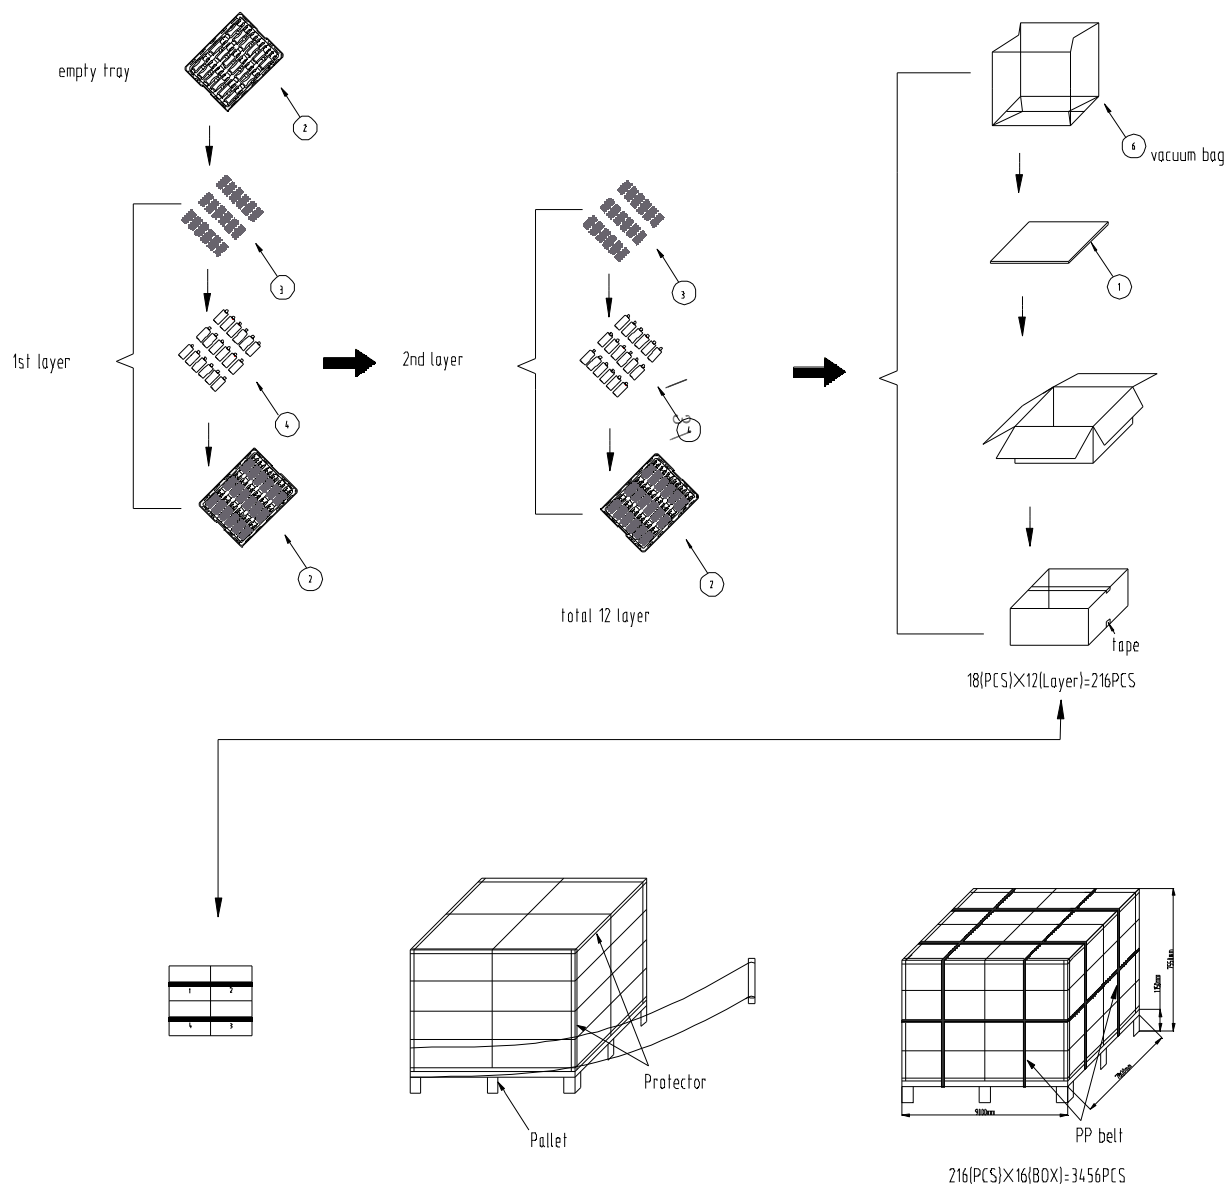 empty tray
2
6
vacuum bag
3
3
1
1st layer
2nd layer
4
2
2
total 12 layer
tape
18(PCS)X12(Layer)=216PCS
1 2
4 3
Protector
Pallet
PP belt
216(PCS)X16(BOX)=3456PCS